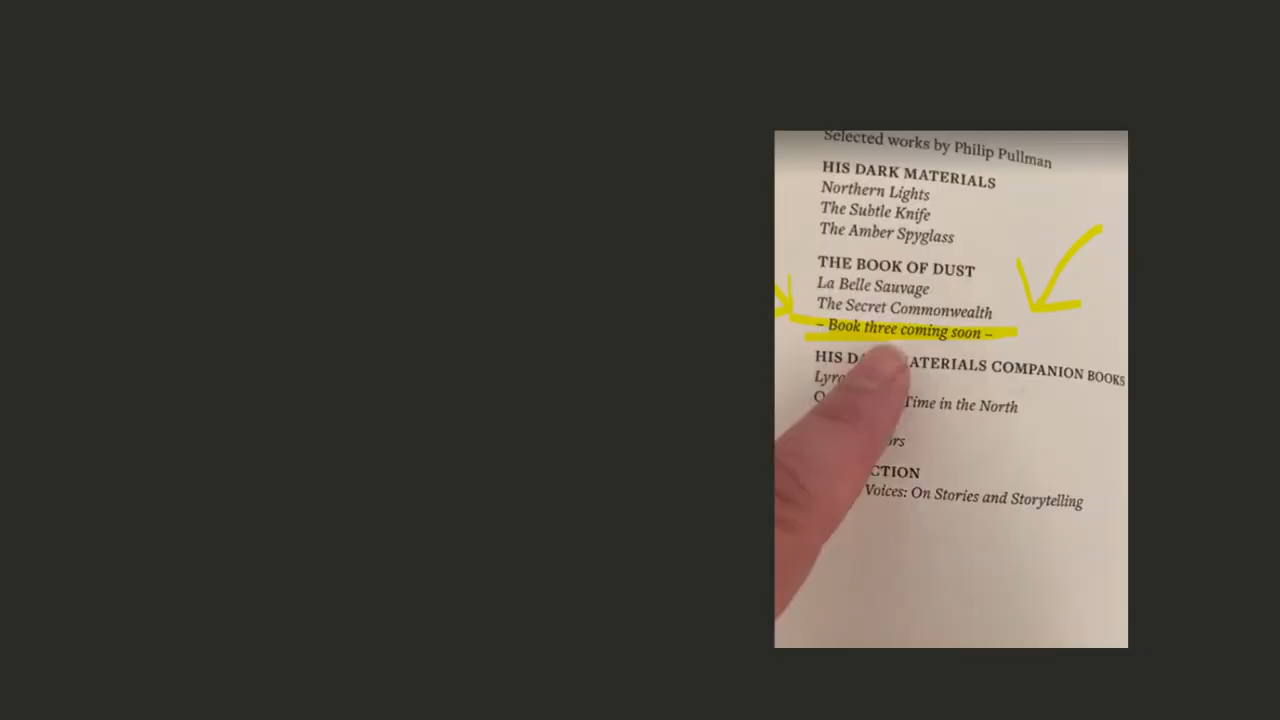 Selected works by Philip Pullman
HIS DARK MATERIALS
Northern Lights
The Subtle Knife
The Amber Spyglass
THE BOOK OF DUST
La Belle Sauvage
The Secret Commonwealth
– Book three coming soon –
HIS MATERIALS COMPANION BOOKS
Time in the North
Voices: On Stories and Storytelling